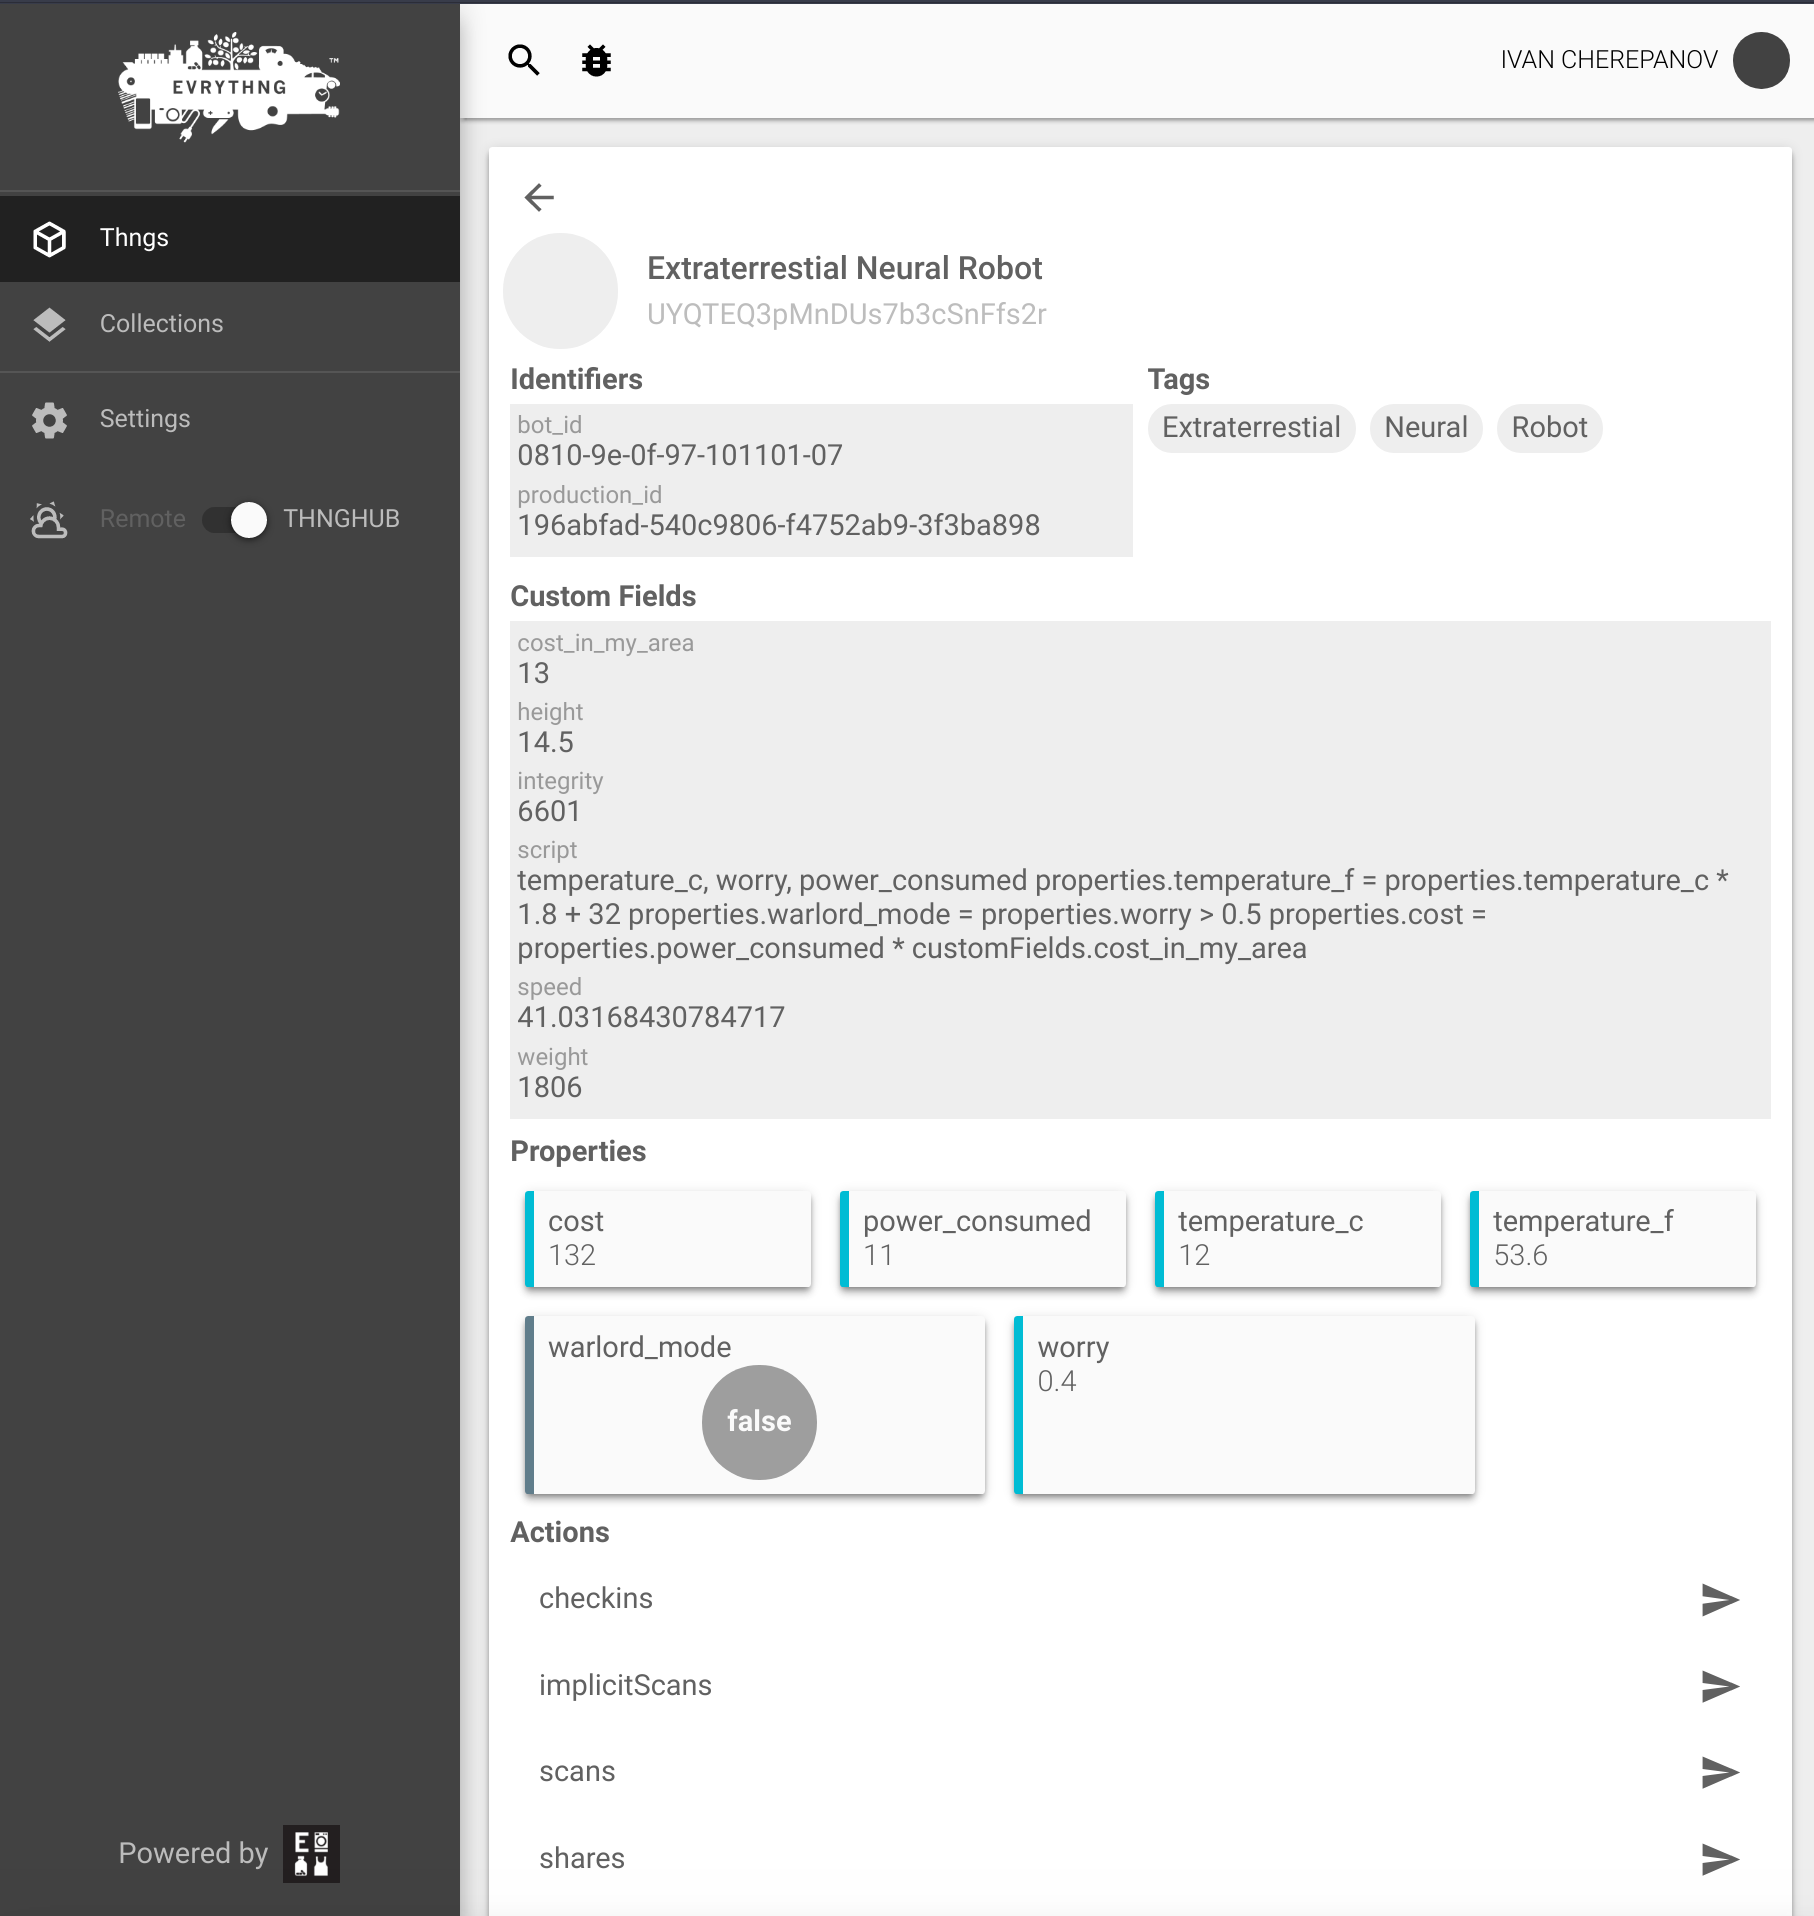 EVRYTHNG
TM
IVAN CHEREPANOV
Thngs
Collections
Settings
Remote
THNGHUB
Powered by
E
Extraterrestial Neural Robot
UYQTEQ3pMnDUs7b3cSnFfs2r
Identifiers
bot_id
0810-9e-0f-97-101101-07
production_id
196abfad-540c9806-f4752ab9-3f3ba898
Tags
Extraterrestial
Neural
Robot
Custom Fields
cost_in_my_area
13
height
14.5
integrity
6601
script
temperature_c, worry, power_consumed properties.temperature_f = properties.temperature_c *
1.8 + 32 properties.warlord_mode = properties.worry > 0.5 properties.cost =
properties.power_consumed * customFields.cost_in_my_area
speed
41.03168430784717
weight
1806
Properties
cost
132
power_consumed
11
temperature_c
12
temperature_f
53.6
warlord_mode
false
worry
0.4
Actions
checkins
implicitScans
scans
shares